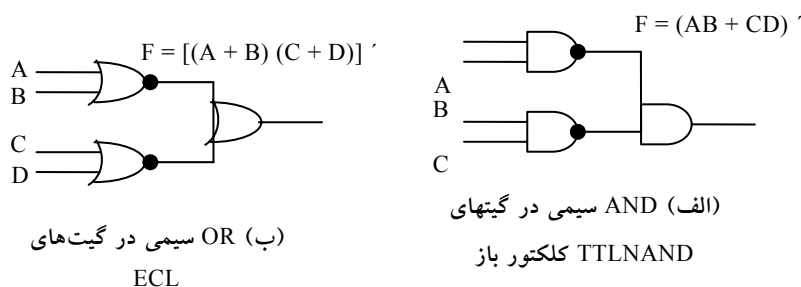 F = (AB + CD) ´
A
B
C
(الف) AND سیمی در گیتهای
TTLNAND کلکتور باز
F = [(A + B) (C + D)] ´
A
B
C
D
(ب) OR سیمی در گیت‌های
ECL